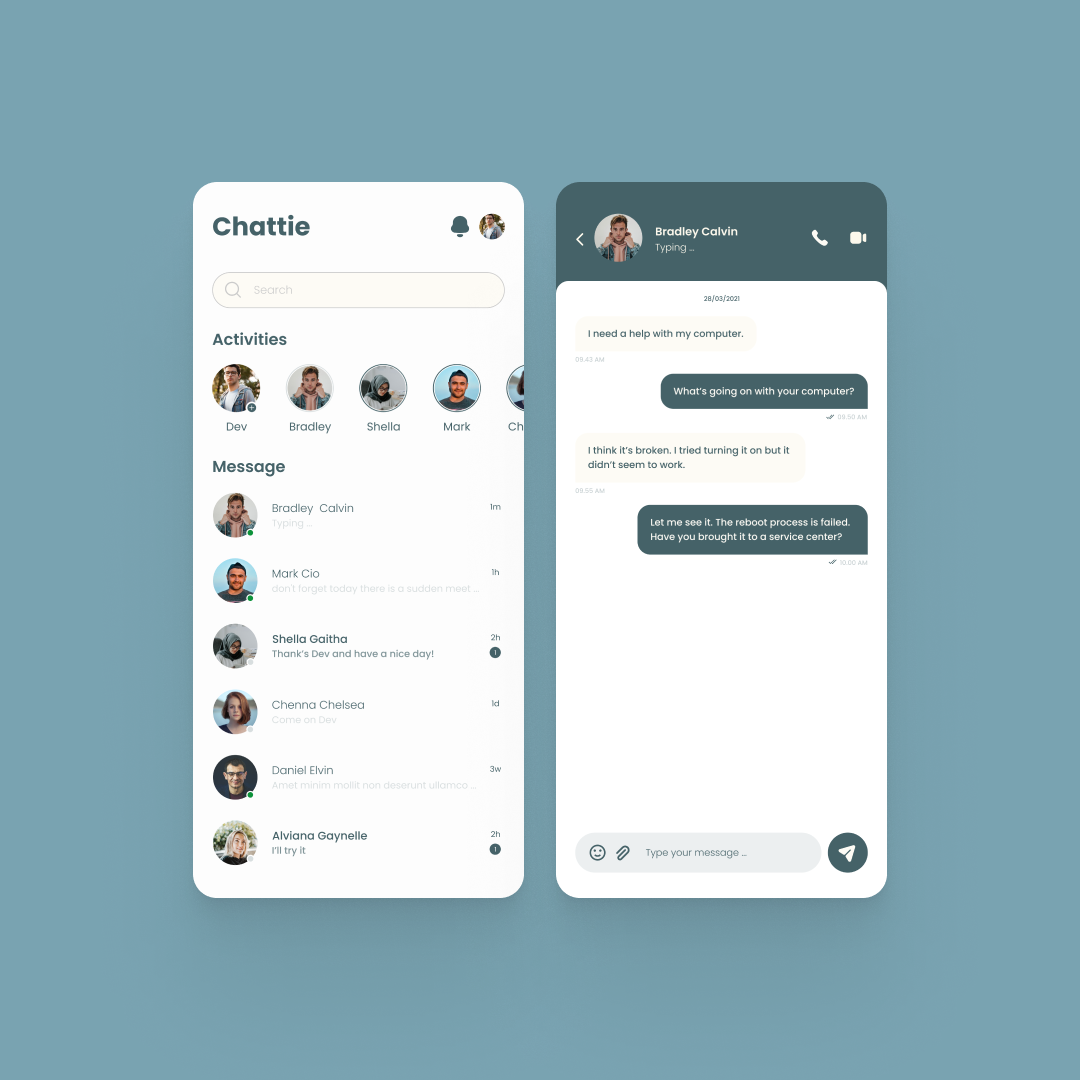 Chattie
Search
Activities
Dev
Bradley
Shella
Mark
Ch
Message
Bradley Calvin
1m
Typing ...
Mark Cio
1h
don't forget today there is a sudden meet ...
Shella Gaitha
2h
Thank's Dev and have a nice day!
1
Chenna Chelsea
1d
Come on Dev
Daniel Elvin
3w
Amet minim mollit non deserunt ullamco ...
Alviana Gaynelle
2h
I'll try it
1
Bradley Calvin
Typing ...
28/03/2021
I need a help with my computer.
09.43 AM
What's going on with your computer?
09.50 AM
I think it's broken. I tried turning it on but it
didn't seem to work.
09.55 AM
Let me see it. The reboot process is failed.
Have you brought it to a service center?
10.00 AM
Type your message ...